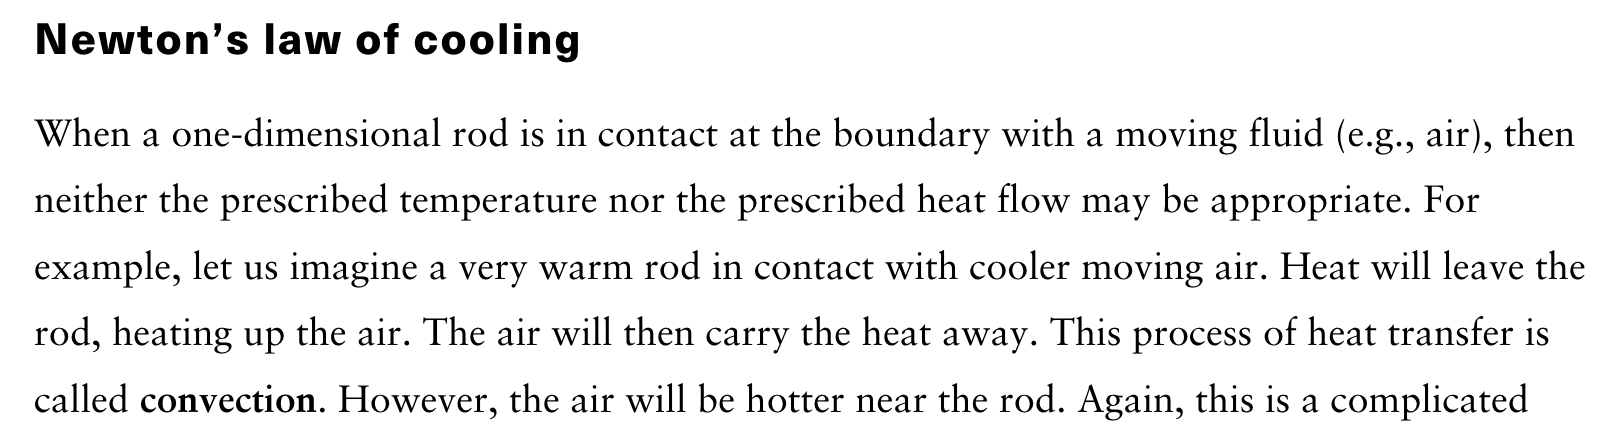 Newton’s law of cooling
When a one-dimensional rod is in contact at the boundary with a moving fluid (e.g., air), then
neither the prescribed temperature nor the prescribed heat flow may be appropriate. For
example, let us imagine a very warm rod in contact with cooler moving air. Heat will leave the
rod, heating up the air. The air will then carry the heat away. This process of heat transfer is
called convection. However, the air will be hotter near the rod. Again, this is a complicated